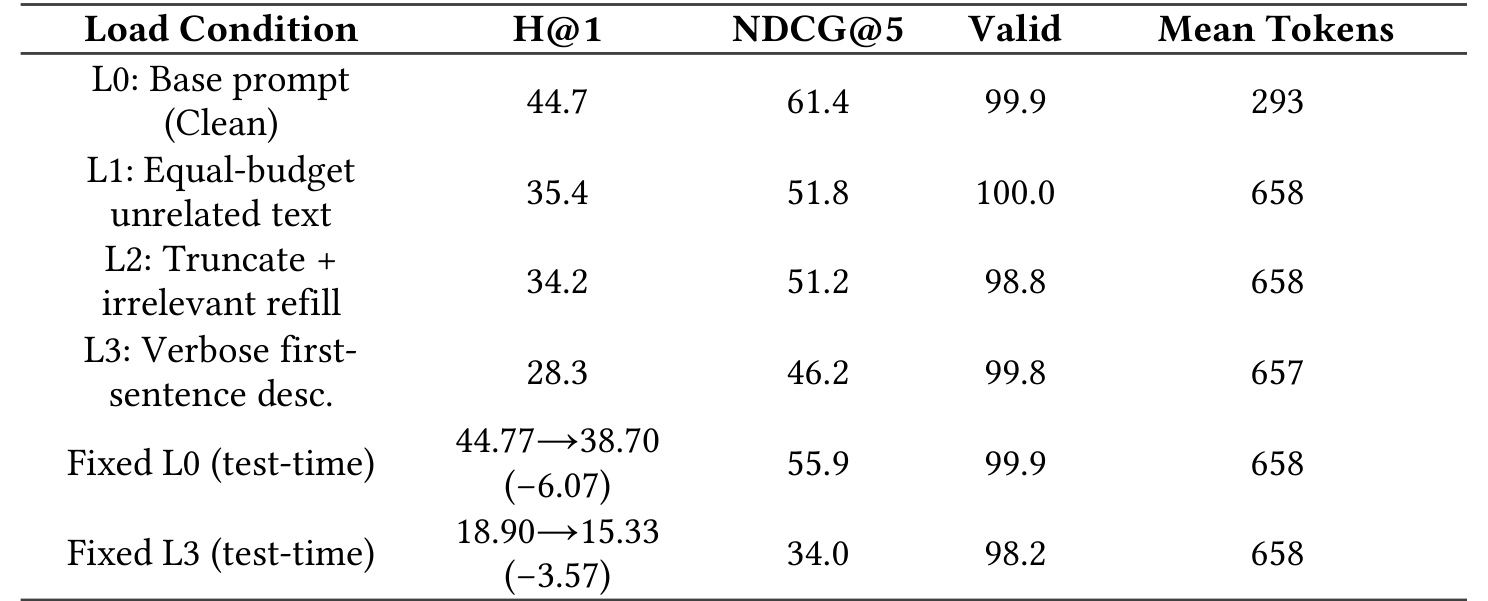 Load Condition H@1 NDCG@5 Valid Mean Tokens
L0: Base prompt
(Clean) 44.7 61.4 99.9 293
L1: Equal-budget
unrelated text 35.4 51.8 100.0 658
L2: Truncate +
irrelevant refill 34.2 51.2 98.8 658
L3: Verbose first-
sentence desc. 28.3 46.2 99.8 657
Fixed L0 (test-time) 44.77→38.70
(−6.07) 55.9 99.9 658
Fixed L3 (test-time) 18.90→15.33
(−3.57) 34.0 98.2 658